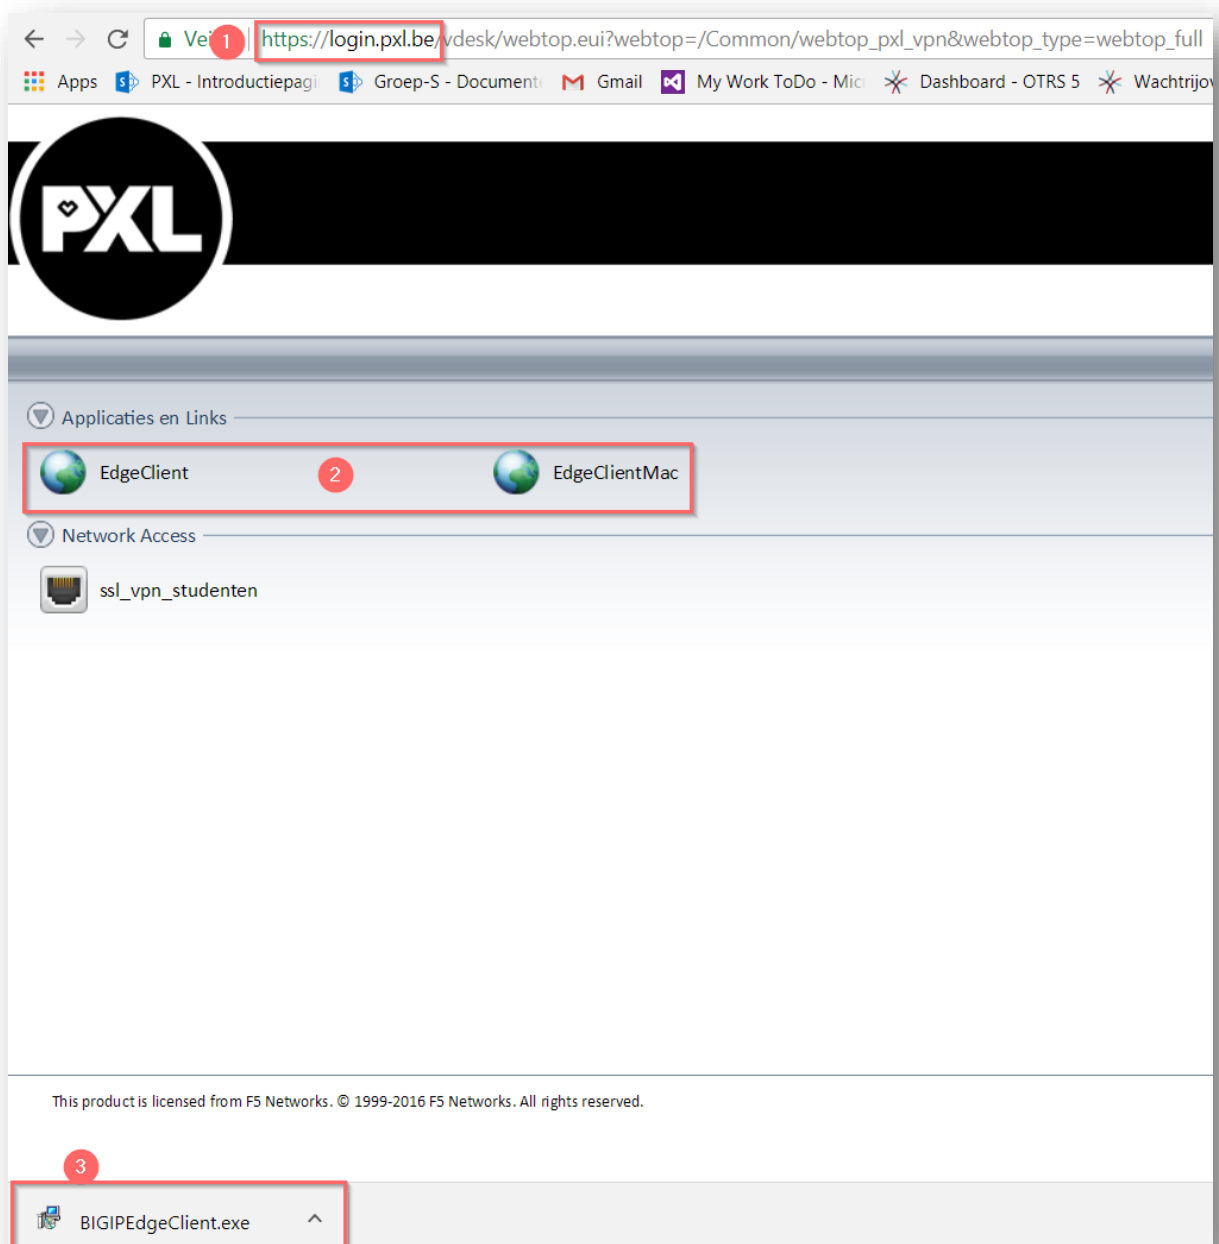 Vei 1 https://login.pxl.be/vdesk/webtop.eui?webtop=/Common/webtop_pxl_vpn&webtop_type=webtop_full
Apps PXL - Introductiepagi Groep-S - Document Gmail My Work ToDo - Mic Dashboard - OTRS 5 Wachtrijov
PXL
Applicaties en Links
EdgeClient 2 EdgeClientMac
Network Access
ssl_vpn_studenten
This product is licensed from F5 Networks. © 1999-2016 F5 Networks. All rights reserved.
3
BIGIPEdgeClient.exe